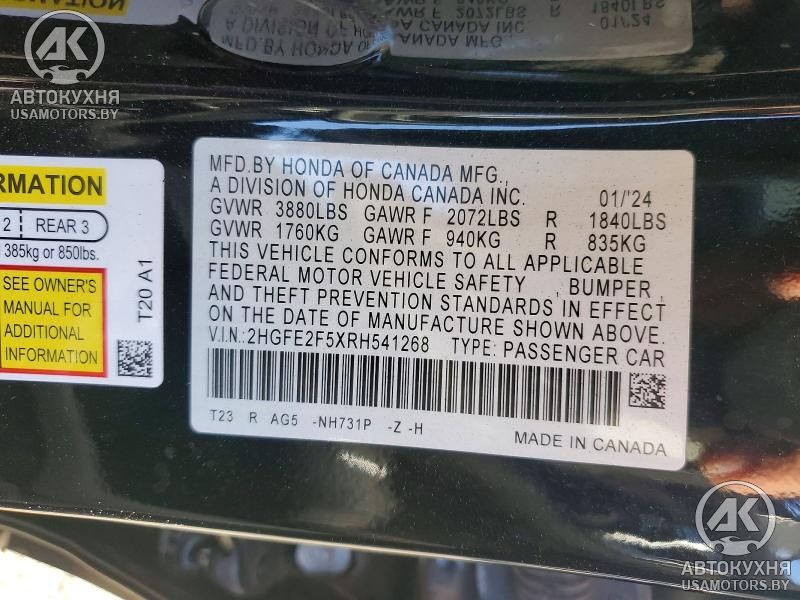 AK
АВТОКУХНЯ
USAMOTORS.BY
MFD.BY HONDA OF CANADA MFG.,
A DIVISION OF HONDA CANADA INC. 01/'24
GVWR 3880LBS GAWR F 2072LBS R 1840LBS
GVWR 1760KG GAWR F 940KG R 835KG
THIS VEHICLE CONFORMS TO ALL APPLICABLE
FEDERAL MOTOR VEHICLE SAFETY , BUMPER ,
AND THEFT PREVENTION STANDARDS IN EFFECT
ON THE DATE OF MANUFACTURE SHOWN ABOVE.
V.I.N.: 2HGFE2F5XRH541268 TYPE: PASSENGER CAR
T23 R AG5 -NH731P -Z -H
MADE IN CANADA
2 REAR 3
385kg or 850lbs.
SEE OWNER'S
MANUAL FOR
ADDITIONAL
INFORMATION
T20 A1
AK
АВТОКУХНЯ
USAMOTORS.BY